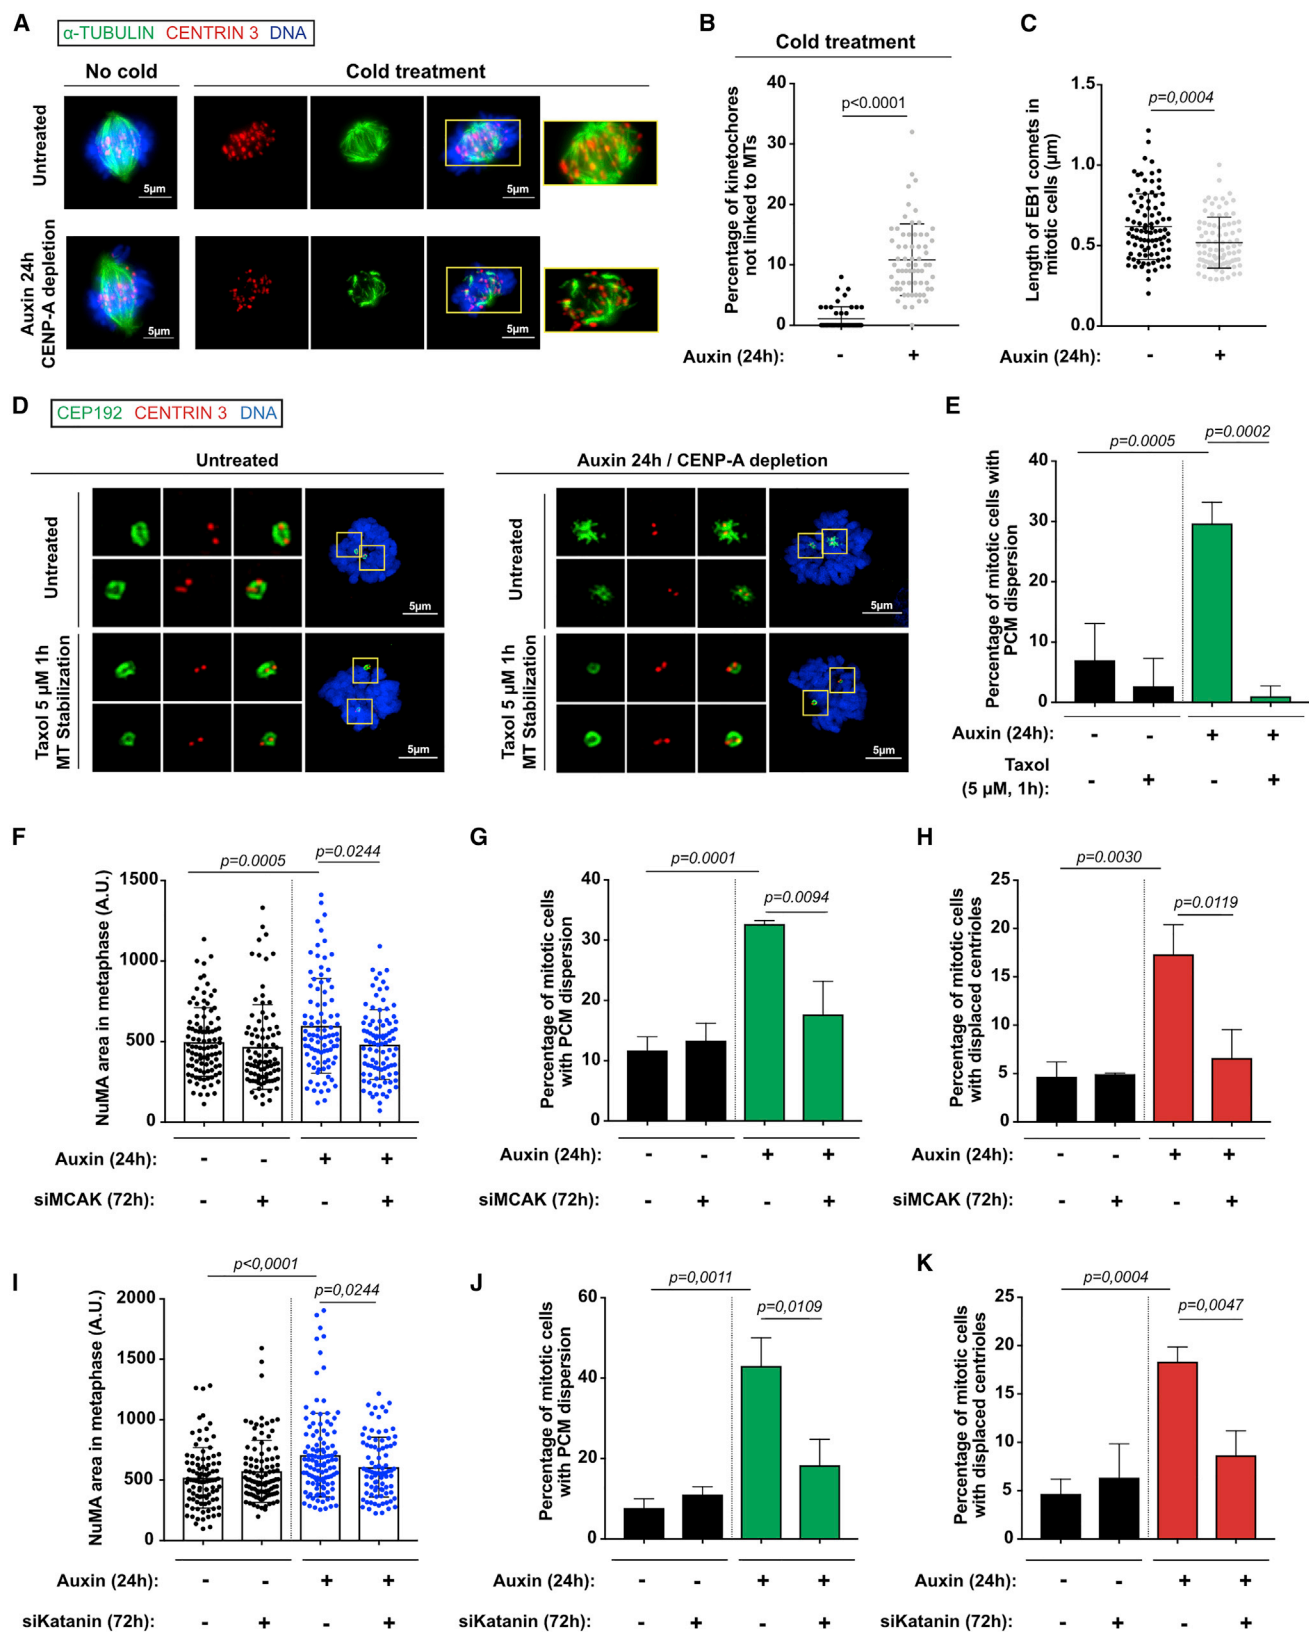 A
α-TUBULIN CENTRIN 3 DNA
No cold
Cold treatment
Untreated
5µm
5µm
Auxin 24h
CENP-A depletion
5µm
5µm
B
Cold treatment
Percentage of kinetochores
not linked to MTs
40
30
20
10
0
p<0.0001
Auxin (24h): - +
C
Length of EB1 comets in
mitotic cells (µm)
1.5
1.0
0.5
0.0
p=0,0004
Auxin (24h): - +
D
CEP192 CENTRIN 3 DNA
Untreated
Untreated
5µm
Taxol 5 µM 1h
MT Stabilization
5µm
Auxin 24h / CENP-A depletion
Untreated
5µm
Taxol 5 µM 1h
MT Stabilization
5µm
E
Percentage of mitotic cells with
PCM dispersion
40
30
20
10
0
p=0.0005
p=0.0002
Auxin (24h): - - + +
Taxol
(5 µM, 1h): - + - +
F
NuMA area in metaphase (A.U.)
1500
1000
500
0
p=0.0005
p=0.0244
Auxin (24h): - - + +
siMCAK (72h): - + - +
G
Percentage of mitotic cells
with PCM dispersion
40
30
20
10
0
p=0.0001
p=0.0094
Auxin (24h): - - + +
siMCAK (72h): - + - +
H
Percentage of mitotic cells
with displaced centrioles
25
20
15
10
5
0
p=0.0030
p=0.0119
Auxin (24h): - - + +
siMCAK (72h): - + - +
I
NuMA area in metaphase (A.U.)
2000
1500
1000
500
0
p<0,0001
p=0,0244
Auxin (24h): - - + +
siKatanin (72h): - + - +
J
Percentage of mitotic cells
with PCM dispersion
60
40
20
0
p=0,0011
p=0,0109
Auxin (24h): - - + +
siKatanin (72h): - + - +
K
Percentage of mitotic cells
with displaced centrioles
25
20
15
10
5
0
p=0,0004
p=0,0047
Auxin (24h): - - + +
siKatanin (72h): - + - +